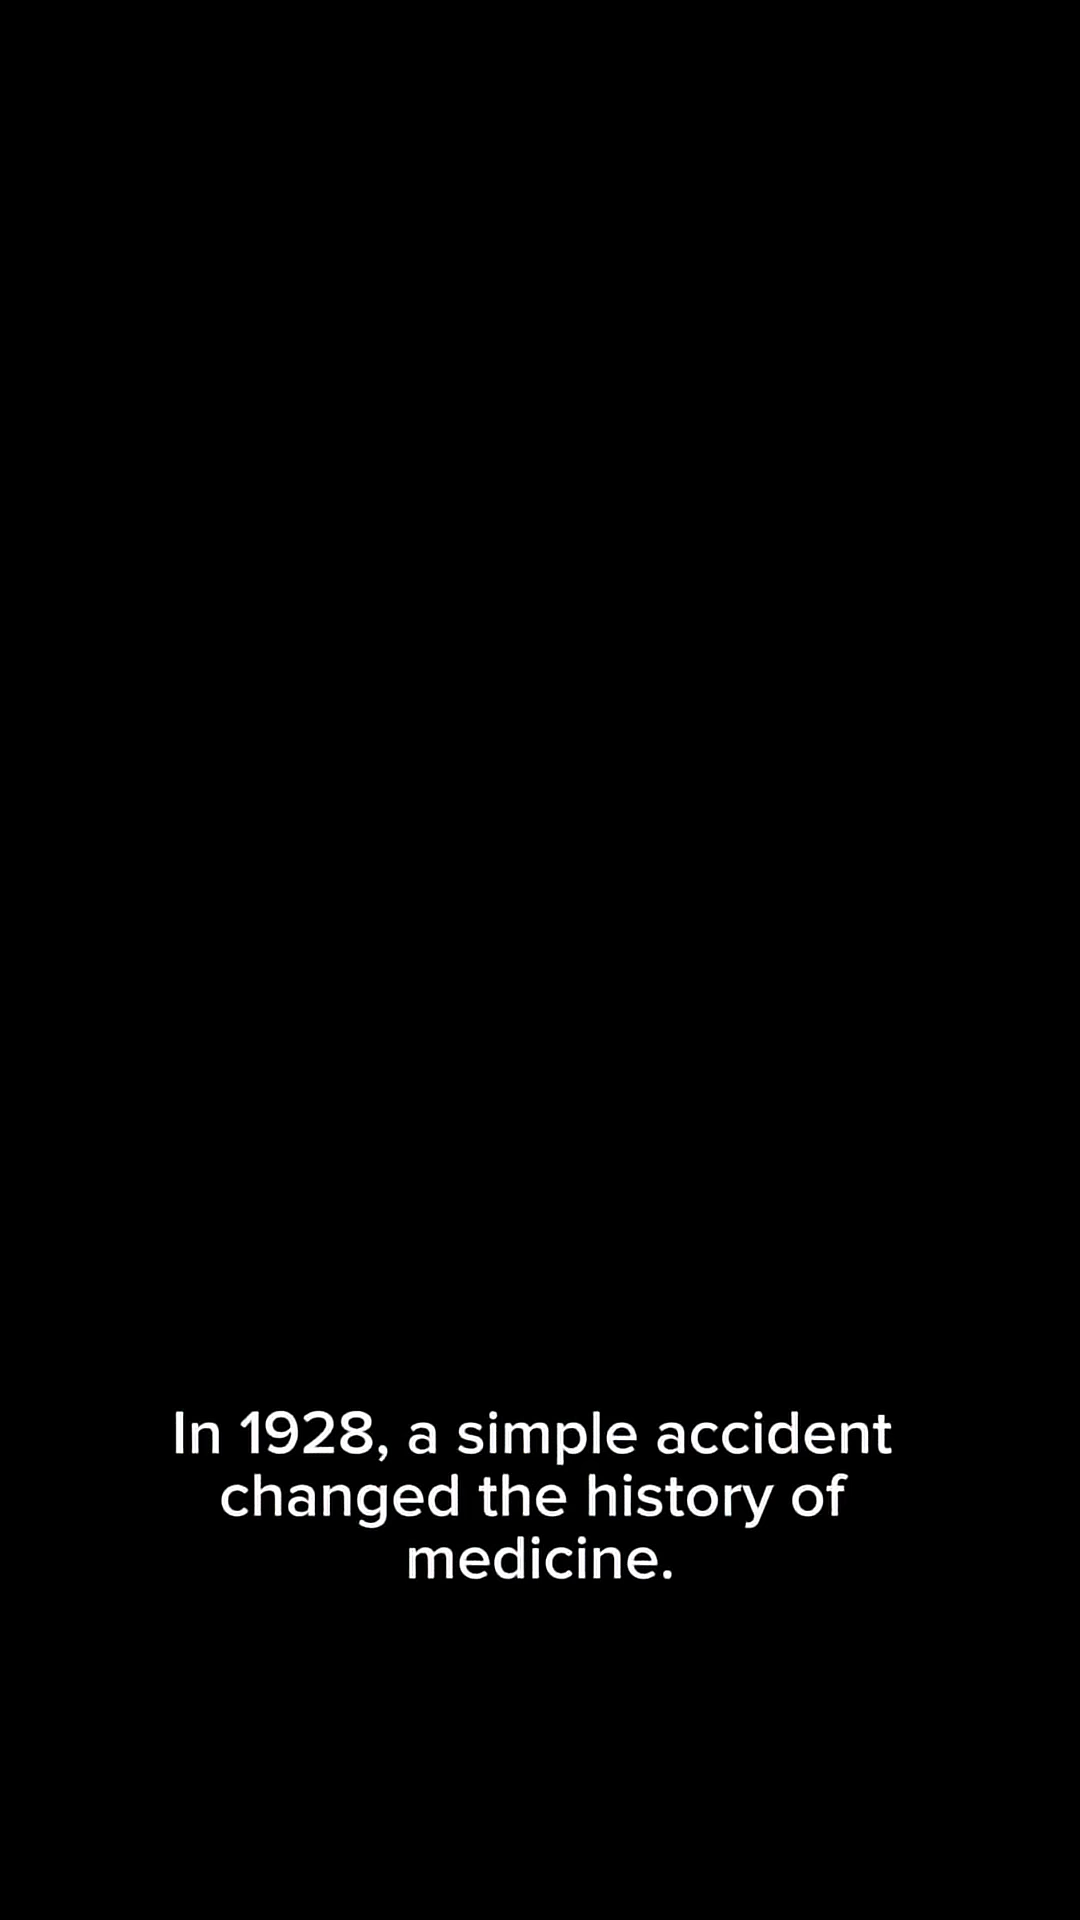 In 1928, a simple accident
changed the history of
medicine.